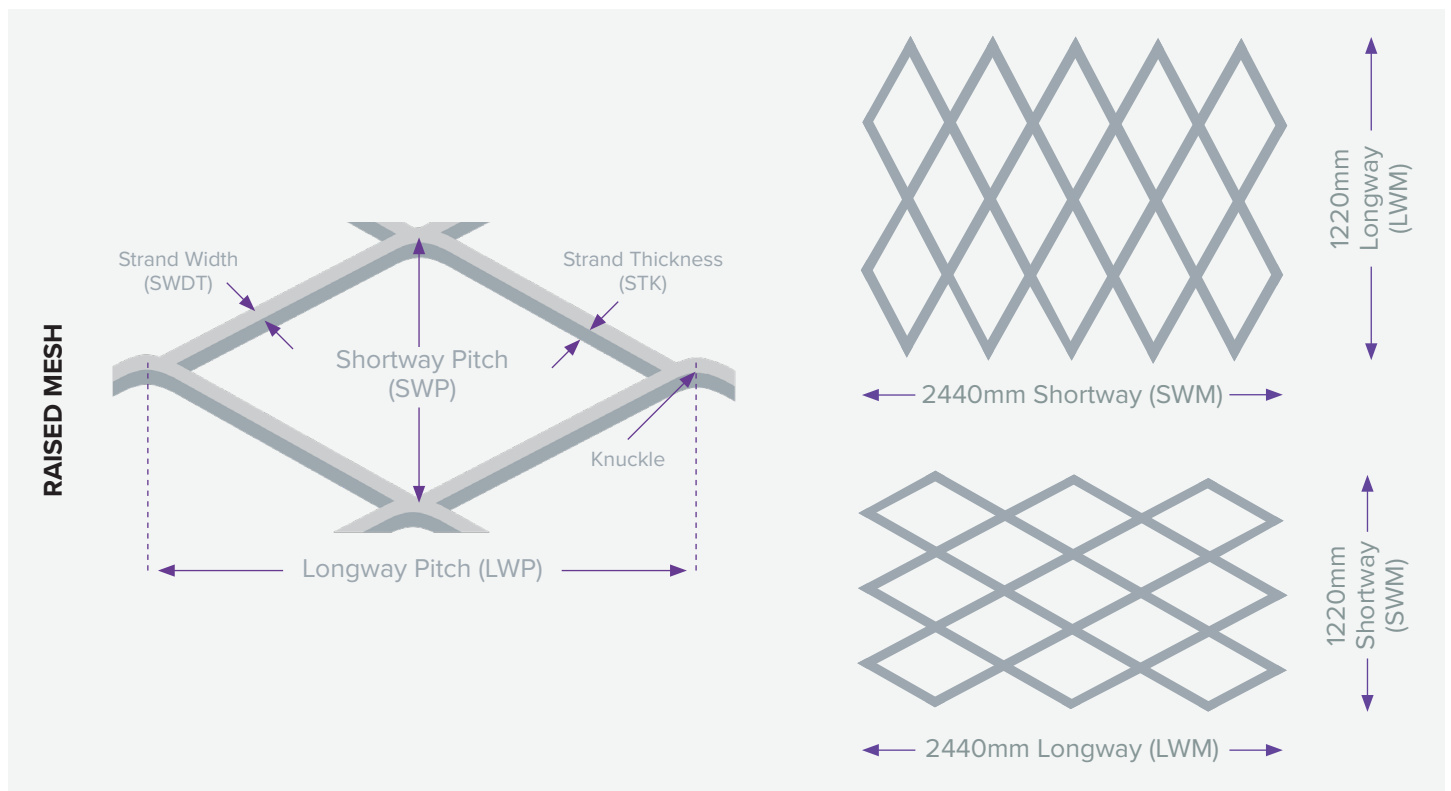 RAISED MESH
Strand Width
(SWDT)
Strand Thickness
(STK)
Shortway Pitch
(SWP)
Knuckle
Longway Pitch (LWP)
1220mm
Longway
(LWM)
2440mm Shortway (SWM)
1220mm
Shortway
(SWM)
2440mm Longway (LWM)